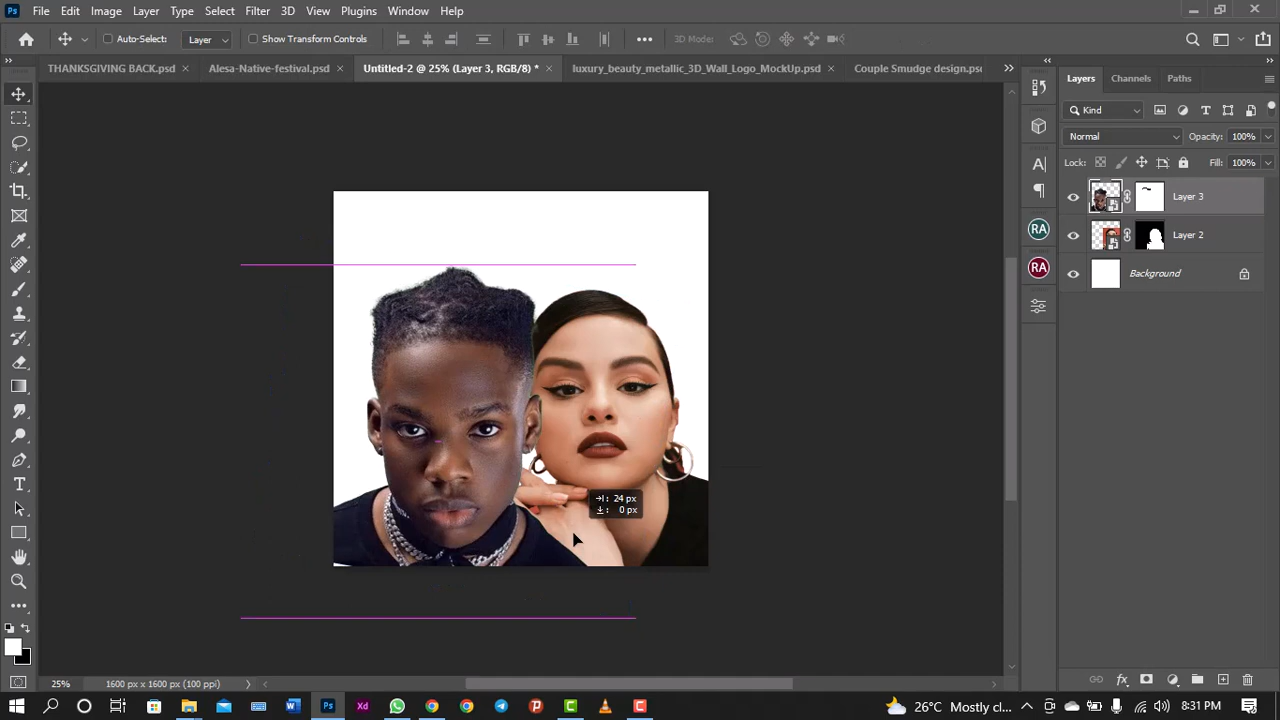 Ps File Edit Image Layer Type Select Filter 3D View Plugins Window Help
Auto-Select: Layer Show Transform Controls 3D Mode:
THANKSGIVING BACK.psd × Alesa-Native-festival.psd × Untitled-2 @ 25% (Layer 3, RGB/8) * × luxury_beauty_metallic_3D_Wall_Logo_MockUp.psd × Couple Smudge design.psd
Layers Channels Paths
Kind
Normal Opacity: 100%
Lock: Fill: 100%
Layer 3
Layer 2
RA
Background
RA
24 px
0 px
25% 1600 px x 1600 px (100 ppi)
26°C Mostly cl... 8:31 PM